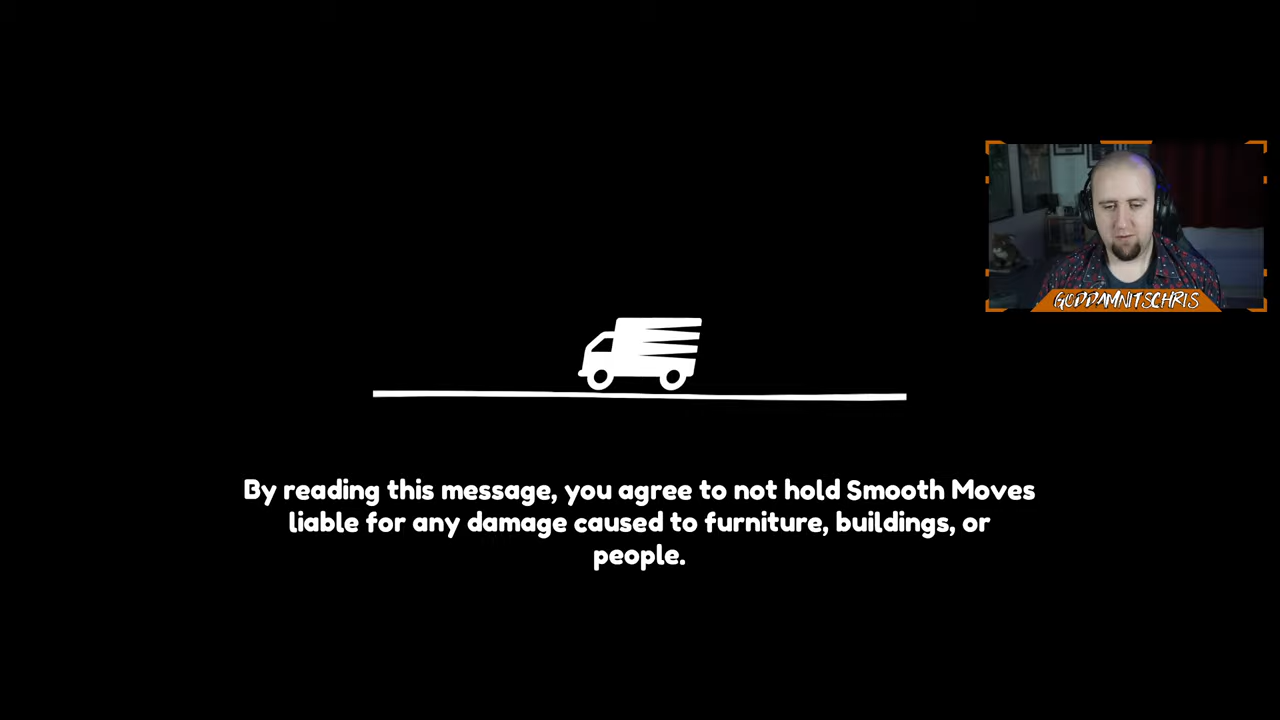 GODDAMNITSCHRIS
By reading this message, you agree to not hold Smooth Moves
liable for any damage caused to furniture, buildings, or
people.